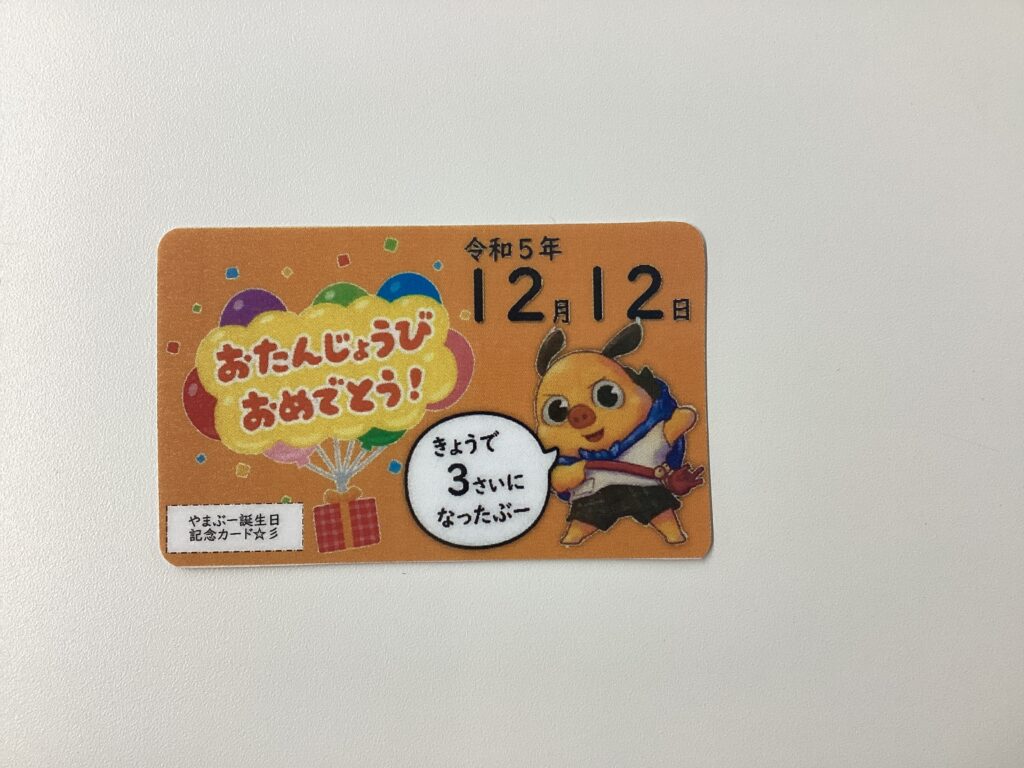 令和5年
12月12日
おたんじょうび
おめでとう!
きょうで
3さいに
なったぶー
やまぶー誕生日
記念カード☆彡